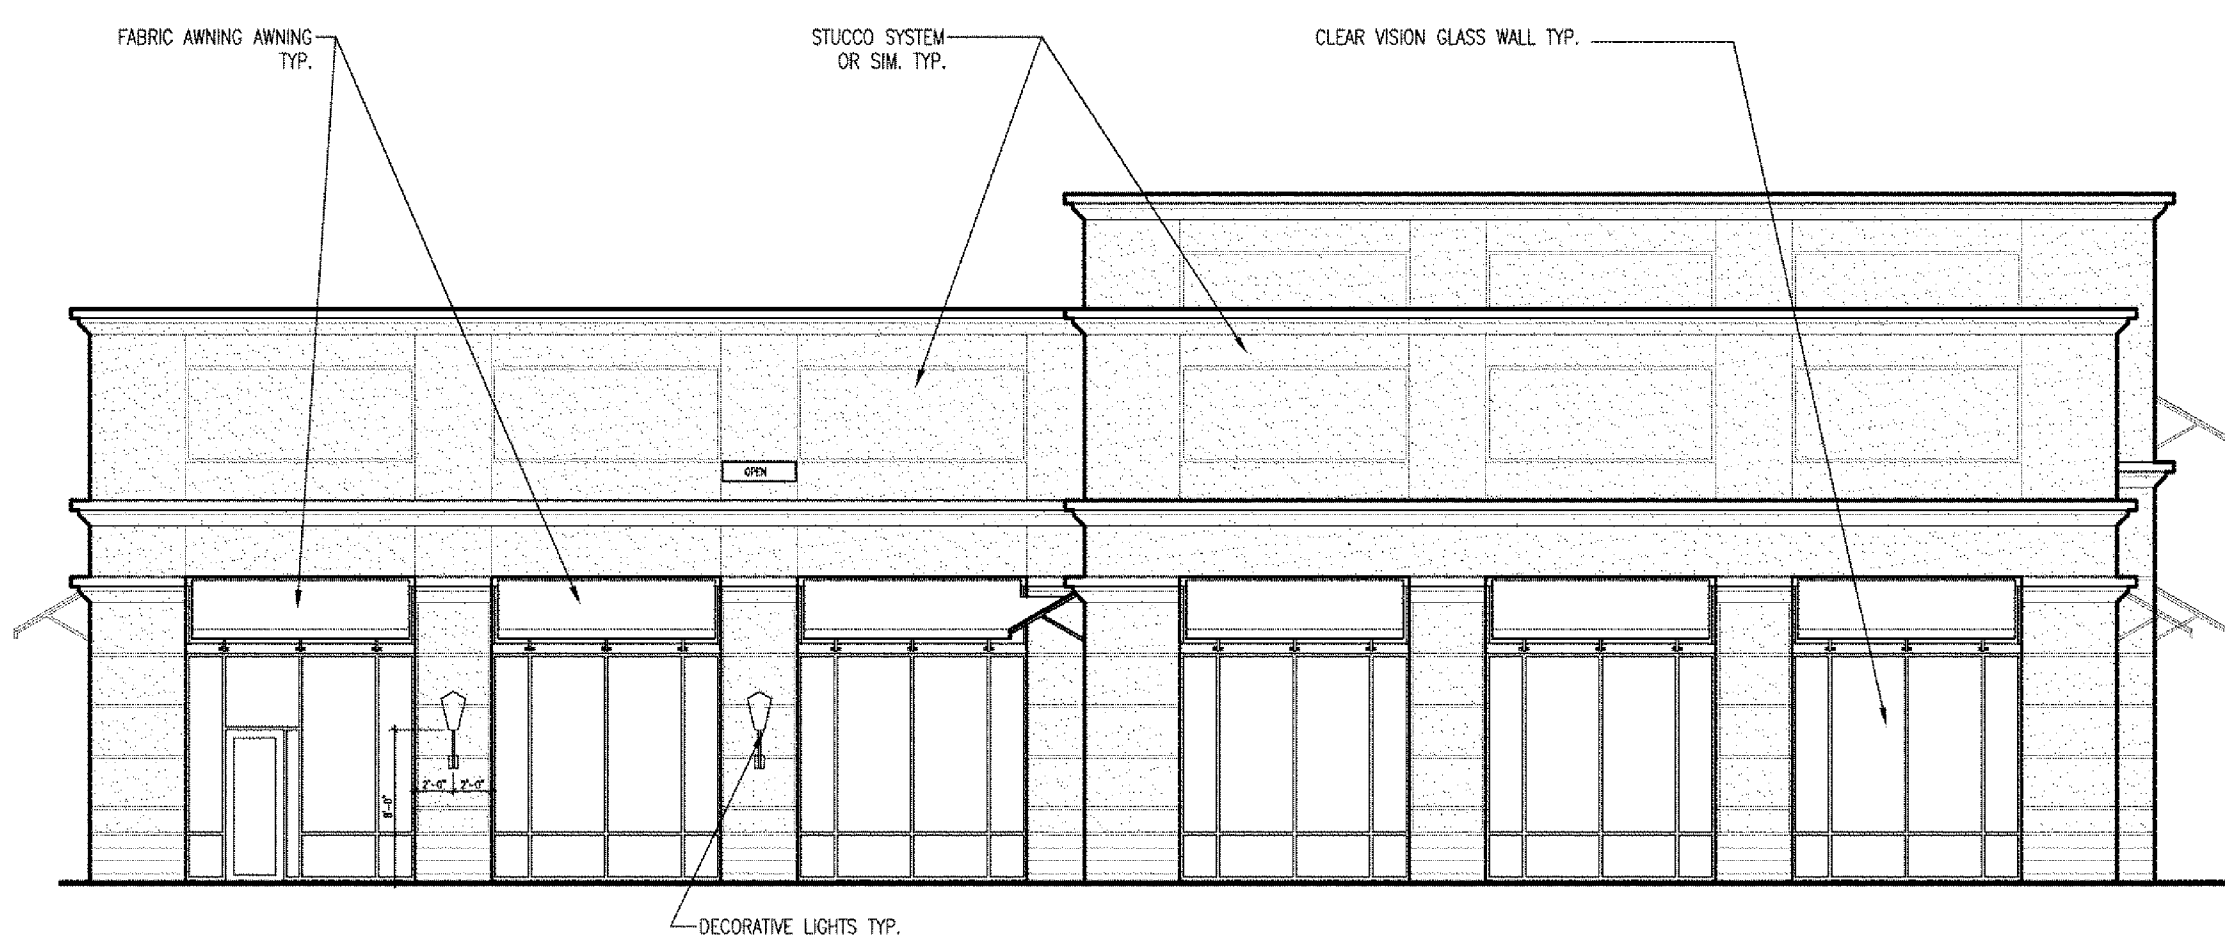 FABRIC AWNING AWNING
TYP.
STUCCO SYSTEM
OR SIM. TYP.
CLEAR VISION GLASS WALL TYP.
OPEN
2'-0" 2'-0"
8'-0"
DECORATIVE LIGHTS TYP.